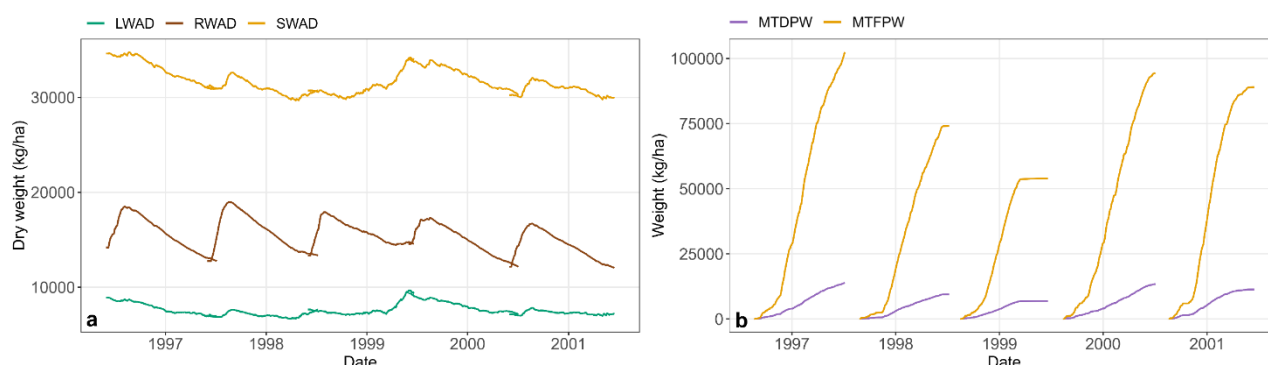 LWAD RWAD SWAD
Dry weight (kg/ha)
30000
20000
10000
a
1997 1998 1999 2000 2001
Date
MTDPW MTFPW
Weight (kg/ha)
100000
75000
50000
25000
0
b
1997 1998 1999 2000 2001
Date